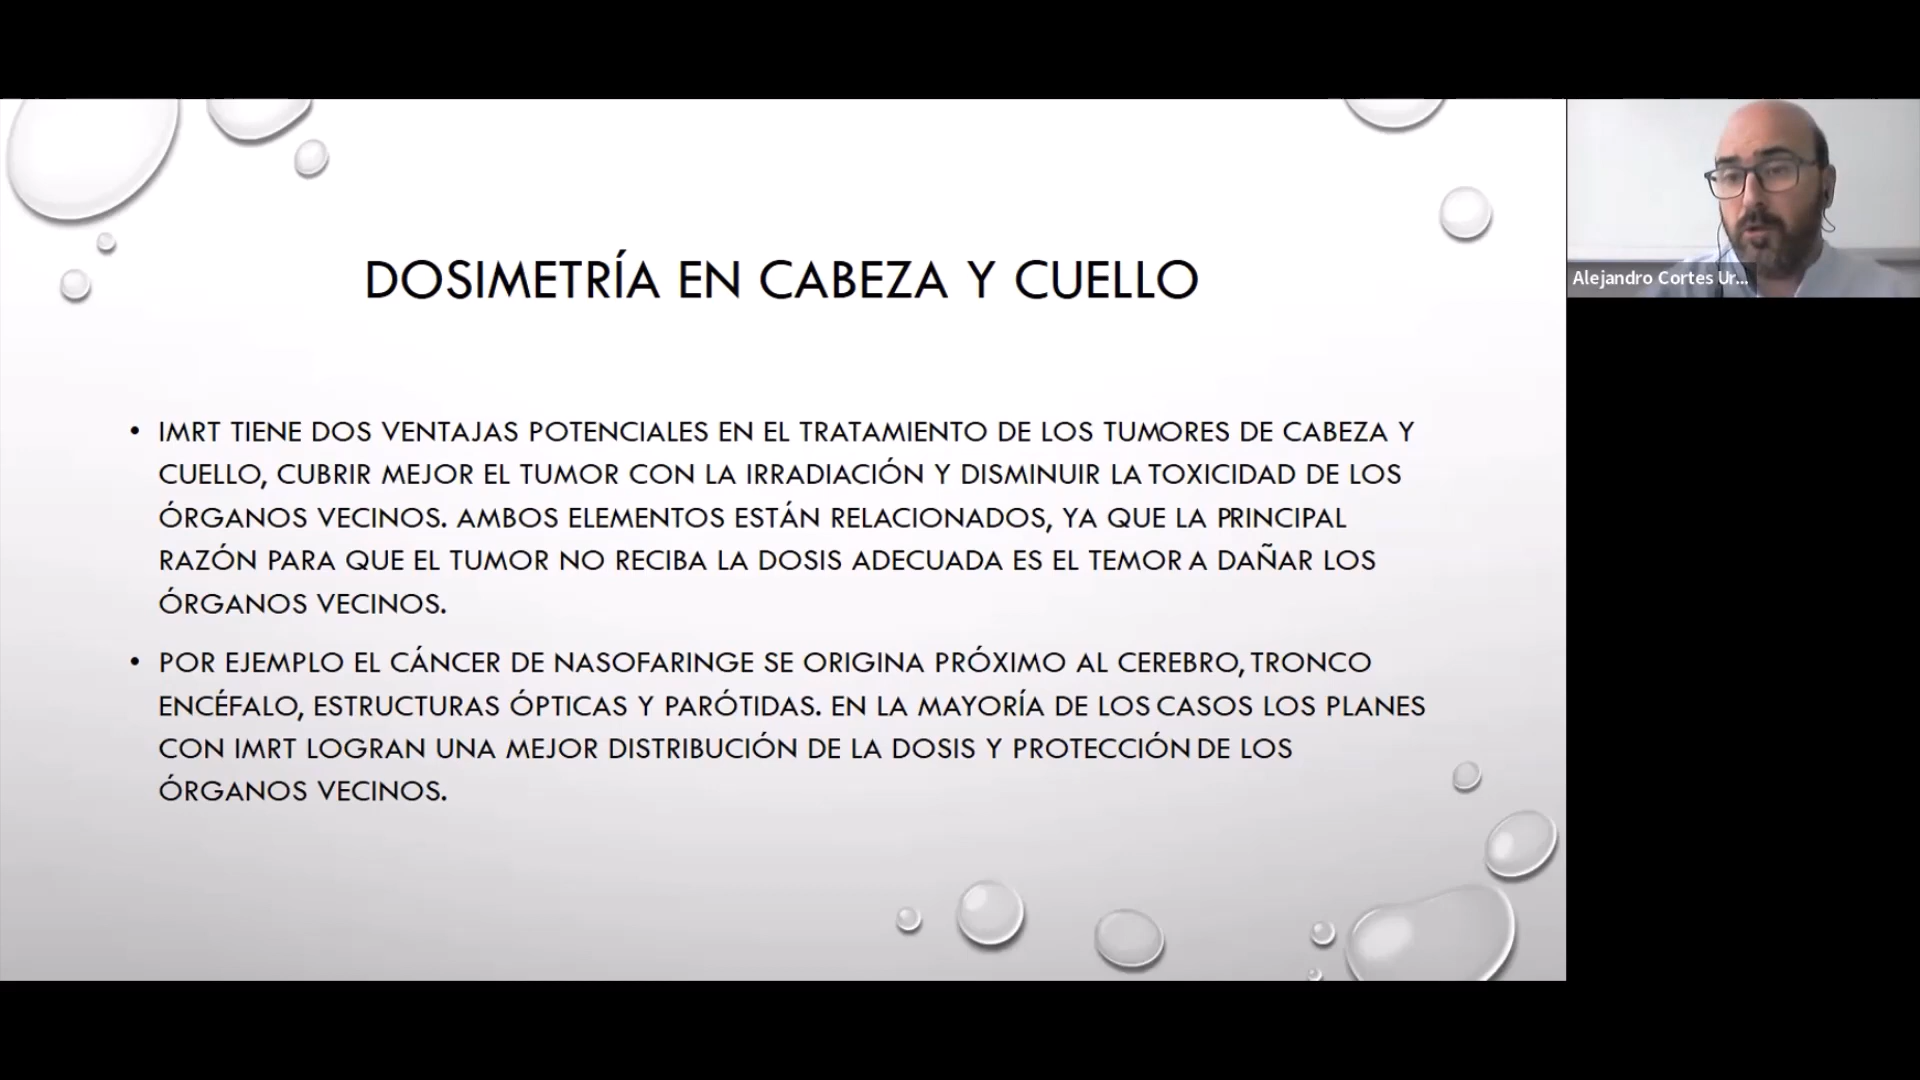 DOSIMETRÍA EN CABEZA Y CUELLO
• IMRT TIENE DOS VENTAJAS POTENCIALES EN EL TRATAMIENTO DE LOS TUMORES DE CABEZA Y
CUELLO, CUBRIR MEJOR EL TUMOR CON LA IRRADIACIÓN Y DISMINUIR LA TOXICIDAD DE LOS
ÓRGANOS VECINOS. AMBOS ELEMENTOS ESTÁN RELACIONADOS, YA QUE LA PRINCIPAL
RAZÓN PARA QUE EL TUMOR NO RECIBA LA DOSIS ADECUADA ES EL TEMOR A DAÑAR LOS
ÓRGANOS VECINOS.
• POR EJEMPLO EL CÁNCER DE NASOFARINGE SE ORIGINA PRÓXIMO AL CEREBRO, TRONCO
ENCÉFALO, ESTRUCTURAS ÓPTICAS Y PARÓTIDAS. EN LA MAYORÍA DE LOS CASOS LOS PLANES
CON IMRT LOGRAN UNA MEJOR DISTRIBUCIÓN DE LA DOSIS Y PROTECCIÓN DE LOS
ÓRGANOS VECINOS.
Alejandro Cortes Ur...